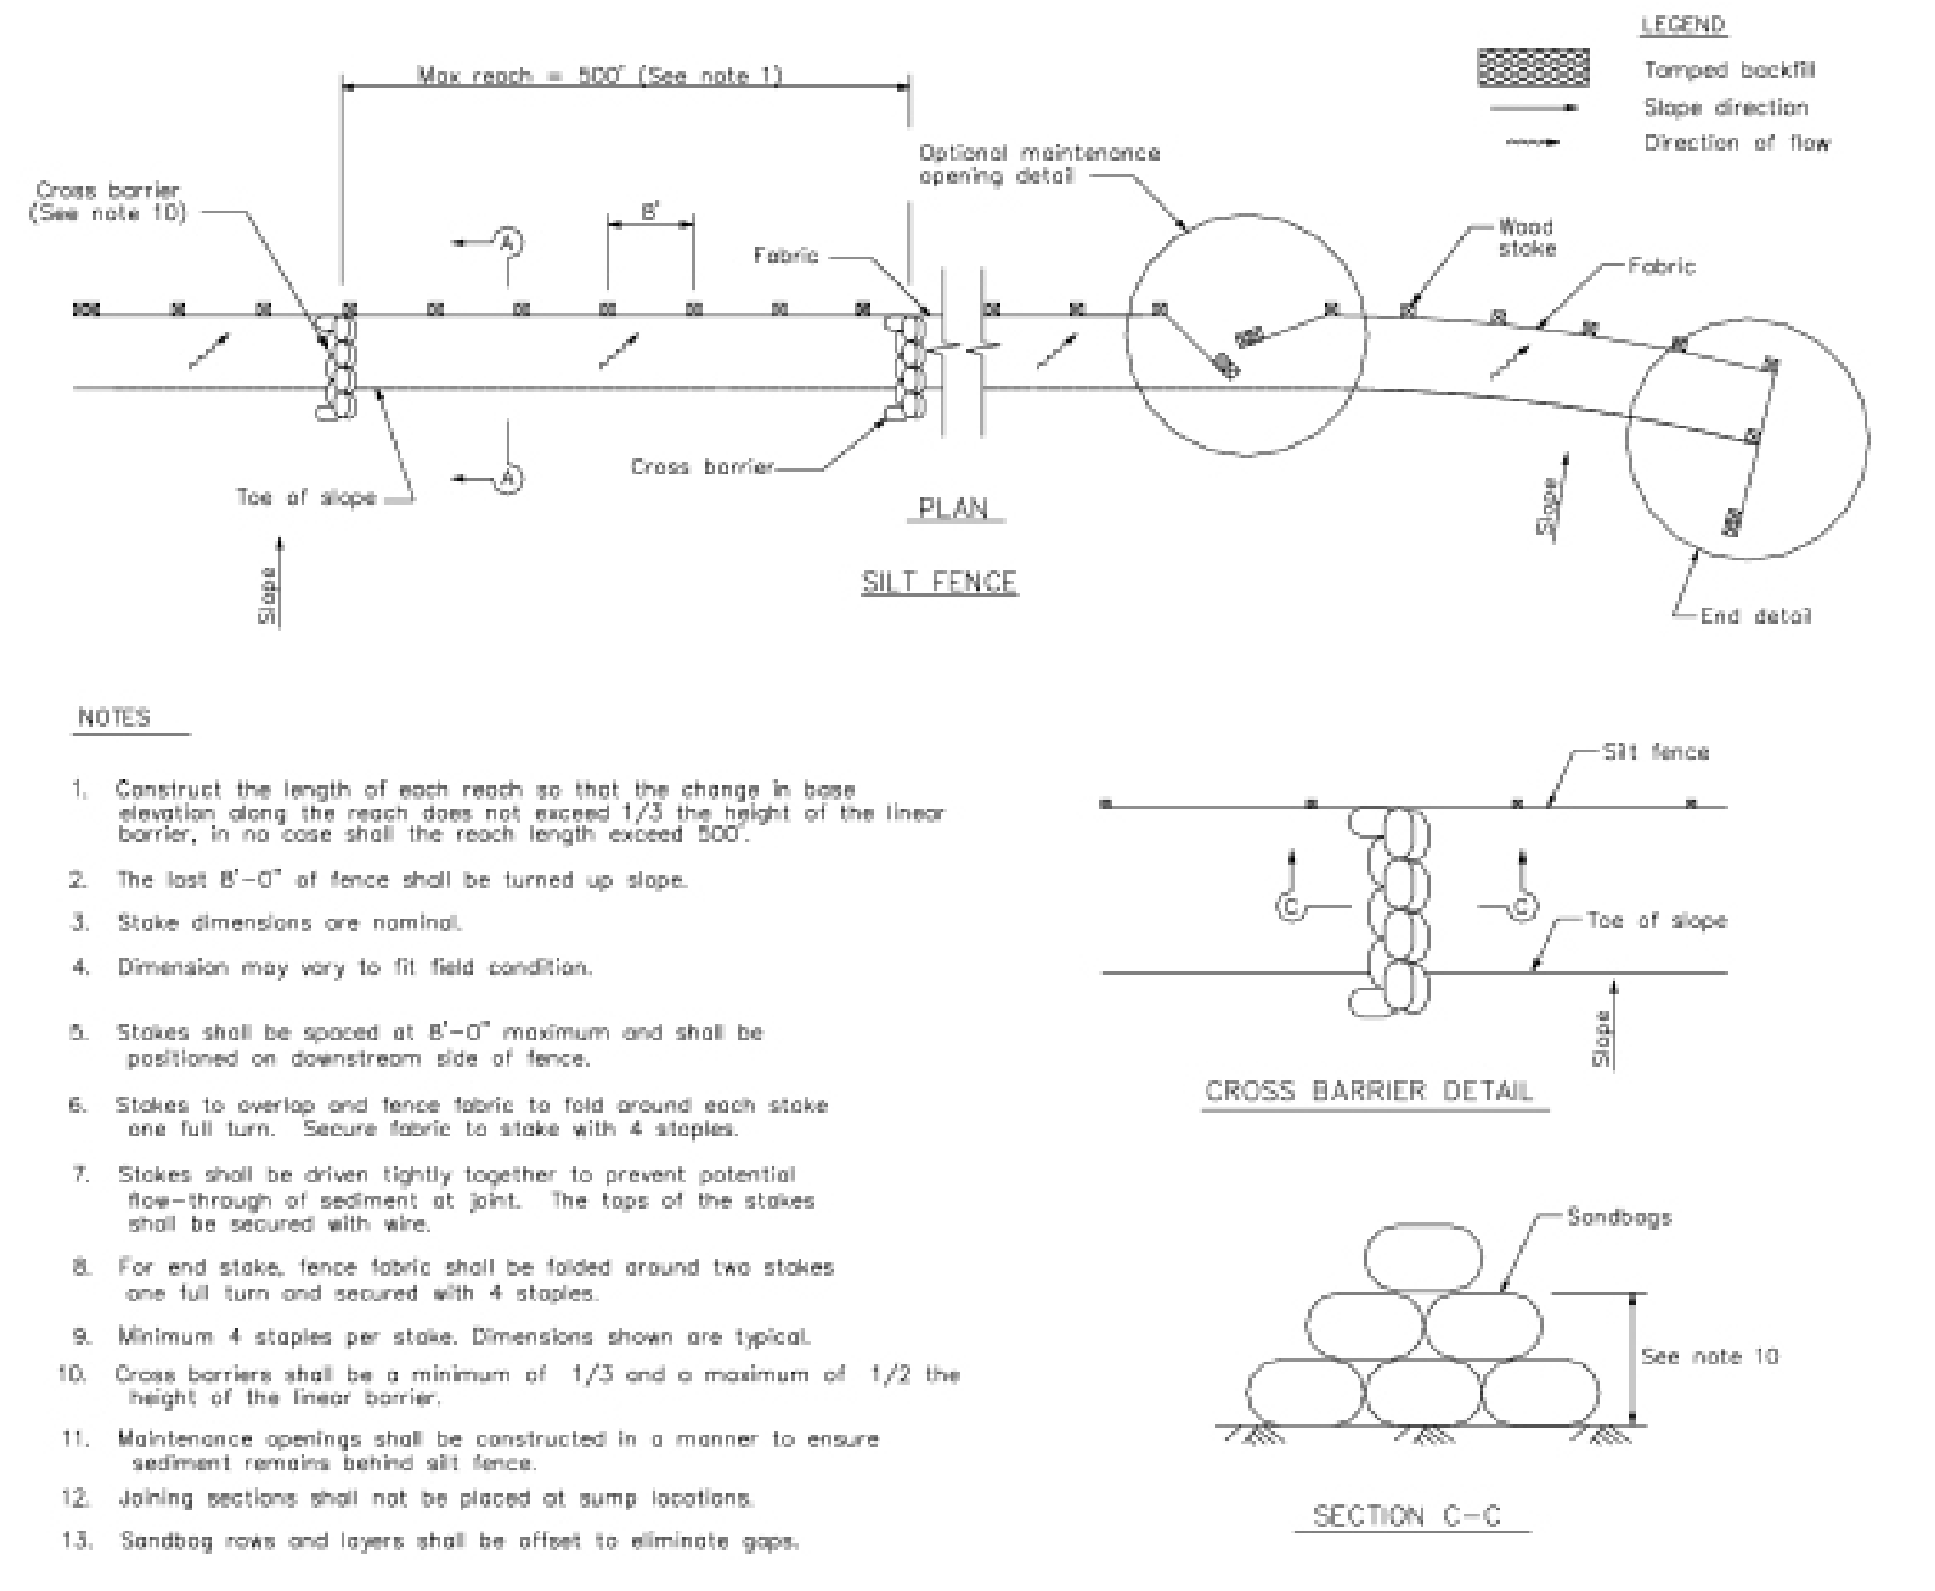 LEGEND
Tamped backfill
Slope direction
Direction of flow
Max reach = 500' (See note 1)
Optional maintenance
opening detail
Cross barrier
(See note 10)
A
8'
Fabric
Wood
stake
Fabric
Cross barrier
A
Toe of slope
PLAN
Slope
Slope
SILT FENCE
End detail
NOTES
1. Construct the length of each reach so that the change in base
elevation along the reach does not exceed 1/3 the height of the linear
barrier, in no case shall the reach length exceed 500'.
2. The last 8'-0" of fence shall be turned up slope.
3. Stake dimensions are nominal.
4. Dimension may vary to fit field condition.
5. Stakes shall be spaced at 8'-0" maximum and shall be
positioned on downstream side of fence.
6. Stakes to overlap and fence fabric to fold around each stake
one full turn. Secure fabric to stake with 4 staples.
7. Stakes shall be driven tightly together to prevent potential
flow-through of sediment at joint. The tops of the stakes
shall be secured with wire.
8. For end stake, fence fabric shall be folded around two stakes
one full turn and secured with 4 staples.
9. Minimum 4 staples per stake. Dimensions shown are typical.
10. Cross barriers shall be a minimum of 1/3 and a maximum of 1/2 the
height of the linear barrier.
11. Maintenance openings shall be constructed in a manner to ensure
sediment remains behind silt fence.
12. Joining sections shall not be placed at sump locations.
13. Sandbag rows and layers shall be offset to eliminate gaps.
Silt fence
C
C
Toe of slope
Slope
CROSS BARRIER DETAIL
Sandbags
See note 10
SECTION C-C